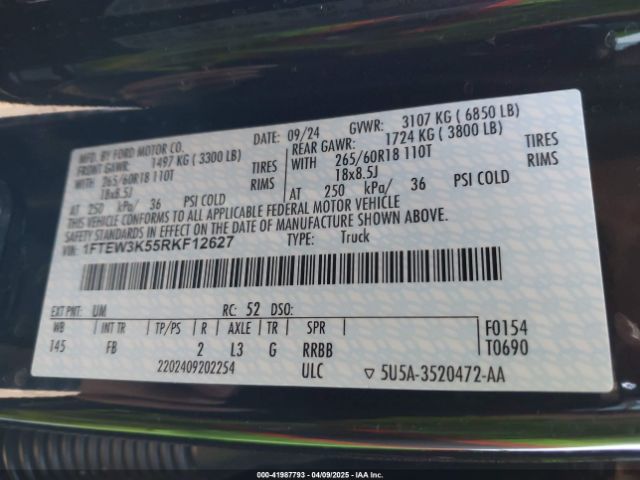 MFD. BY FORD MOTOR CO.
DATE: 09/24 GVWR: 3107 KG ( 6850 LB)
FRONT GAWR: 1497 KG ( 3300 LB)
REAR GAWR: 1724 KG ( 3800 LB)
WITH 265/60R18 110T TIRES
WITH 265/60R18 110T TIRES
18x8.5J RIMS
18x8.5J RIMS
AT 250 kPa/ 36 PSI COLD
AT 250 kPa/ 36 PSI COLD
THIS VEHICLE CONFORMS TO ALL APPLICABLE FEDERAL MOTOR VEHICLE
SAFETY STANDARDS IN EFFECT ON THE DATE OF MANUFACTURE SHOWN ABOVE.
VIN: 1FTEW3K55RKF12627 TYPE: Truck
EXT PNT: UM RC: 52 DSO:
WB INT TR TP/PS R AXLE TR SPR
145 FB 2 L3 G RRBB
F0154
T0690
2202409202254 ULC
▽ 5U5A-3520472-AA
000-41987793 - 04/09/2025 - IAA Inc.